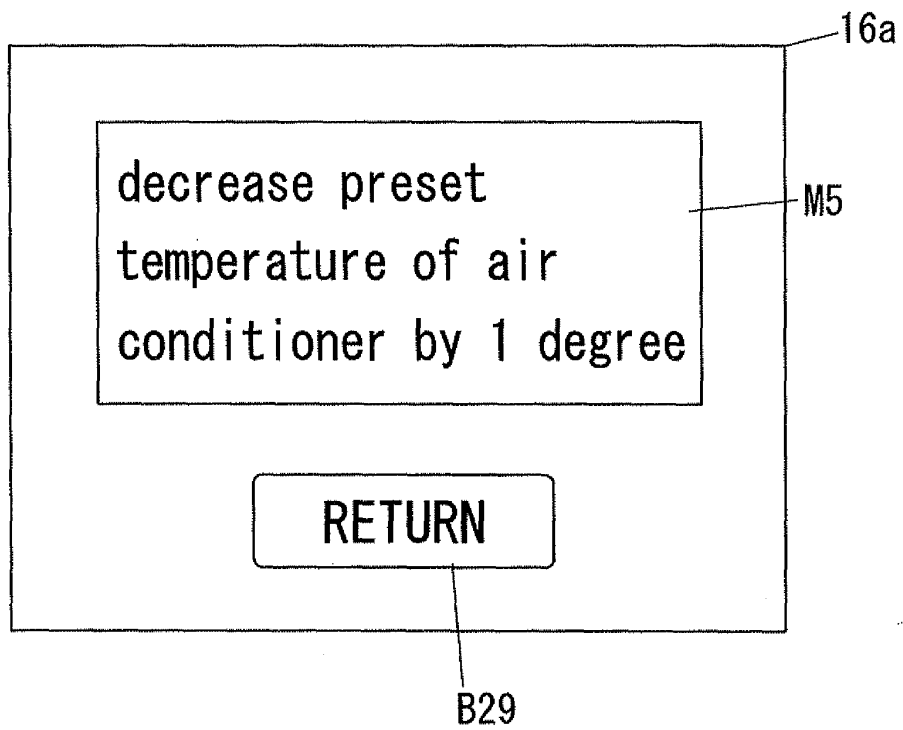 16a
decrease preset
temperature of air
conditioner by 1 degree
M5
RETURN
B29